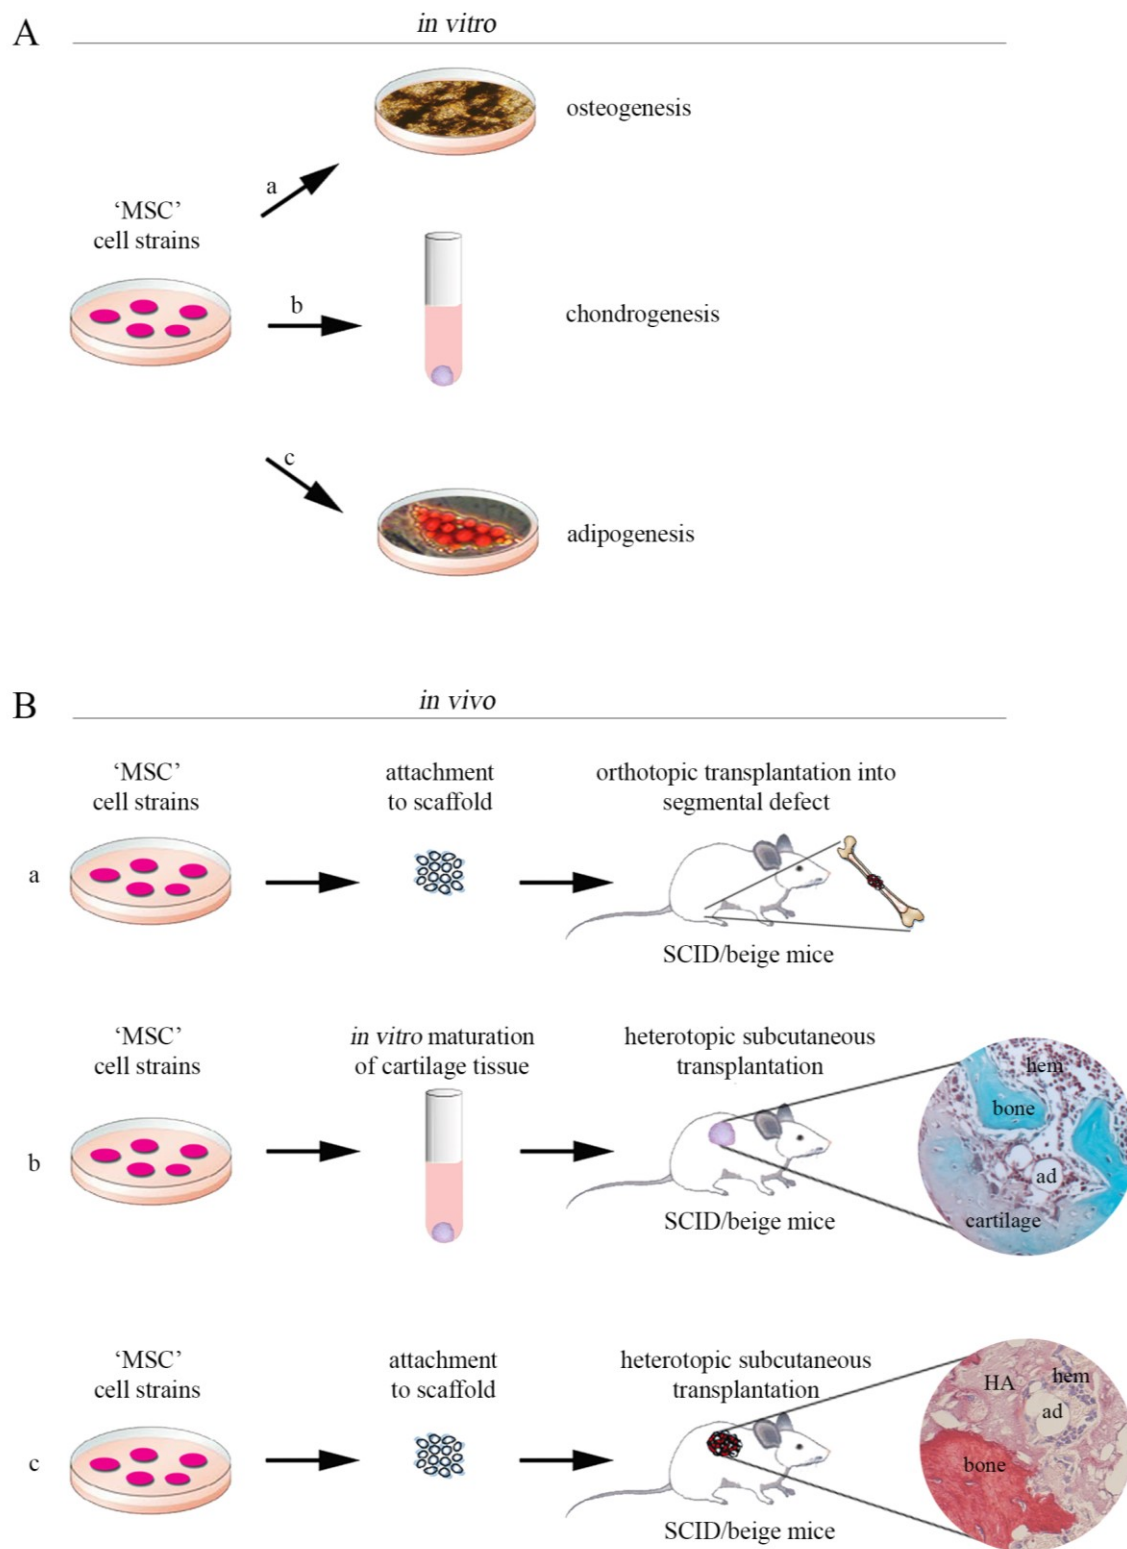 A
in vitro
osteogenesis
a
‘MSC’
cell strains
b
chondrogenesis
c
adipogenesis
B
in vivo
‘MSC’
cell strains
attachment
to scaffold
orthotopic transplantation into
segmental defect
a
SCID/beige mice
‘MSC’
cell strains
in vitro maturation
of cartilage tissue
heterotopic subcutaneous
transplantation
hem
bone
b
ad
cartilage
SCID/beige mice
‘MSC’
cell strains
attachment
to scaffold
heterotopic subcutaneous
transplantation
HA
hem
ad
c
bone
SCID/beige mice